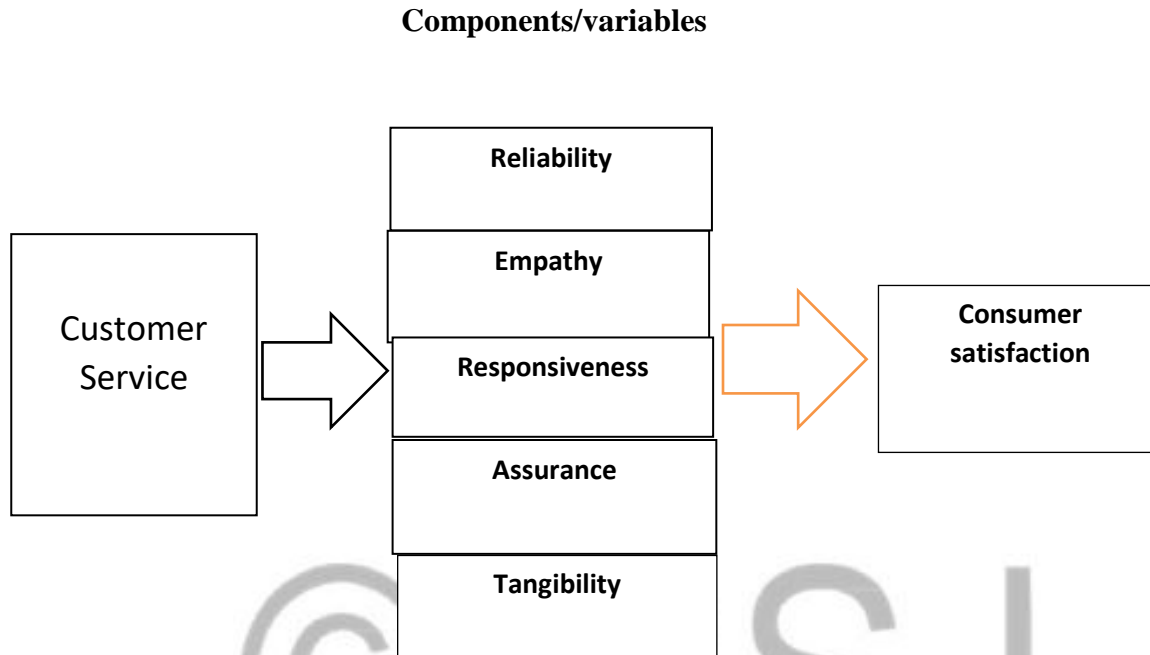 Components/variables
Reliability
Empathy
Customer
Service
Responsiveness
Consumer
satisfaction
Assurance
Tangibility